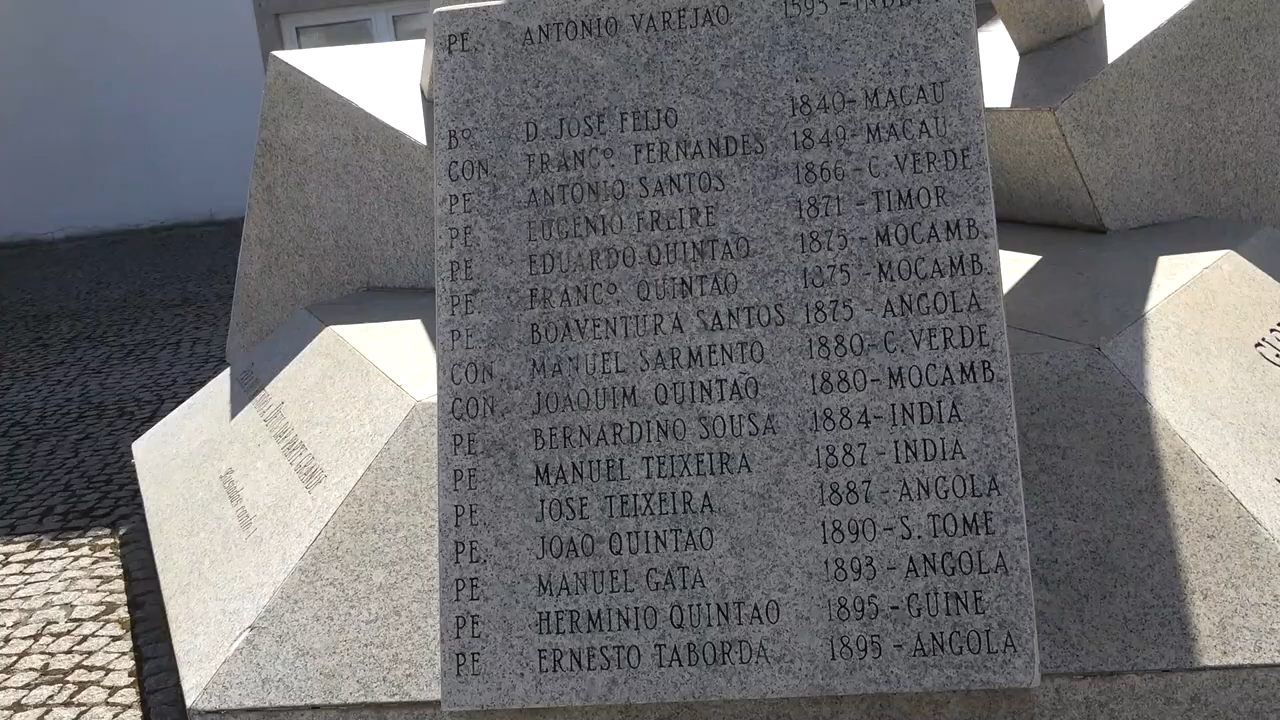 PE. ANTONIO VAREJAO 1593 - INDIA
Bº D. JOSE FEIJO 1840 - MACAU
CON. FRANCº. FERNANDES 1849 - MACAU
PE. ANTONIO SANTOS 1866 - C. VERDE
PE. EUGENIO FREIRE 1871 - TIMOR
PE. EDUARDO QUINTAO 1875 - MOCAMB.
PE. FRANCº. QUINTAO 1875 - MOCAMB.
PE. BOAVENTURA SANTOS 1875 - ANGOLA
CON. MANUEL SARMENTO 1880 - C. VERDE
CON. JOAQUIM QUINTAO 1880 - MOCAMB.
PE. BERNARDINO SOUSA 1884 - INDIA
PE. MANUEL TEIXEIRA 1887 - INDIA
PE. JOSE TEIXEIRA 1887 - ANGOLA
PE. JOAO QUINTAO 1890 - S. TOME
PE. MANUEL GATA 1893 - ANGOLA
PE. HERMINIO QUINTAO 1895 - GUINE
PE. ERNESTO TABORDA 1895 - ANGOLA